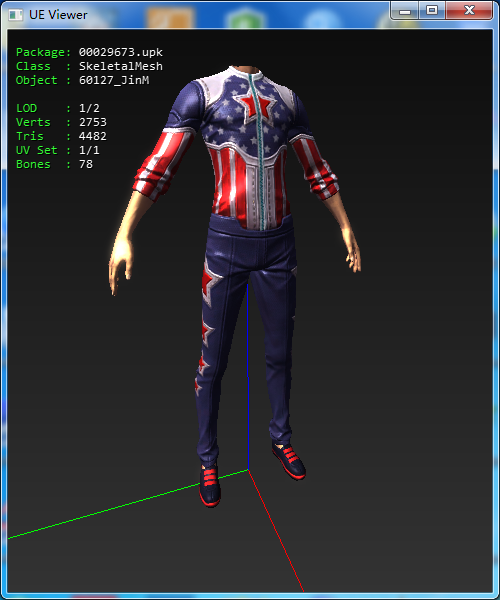 UE Viewer
Package: 00029673.upk
Class : SkeletalMesh
Object : 60127_JinM
LOD : 1/2
Verts : 2753
Tris : 4482
UV Set : 1/1
Bones : 78